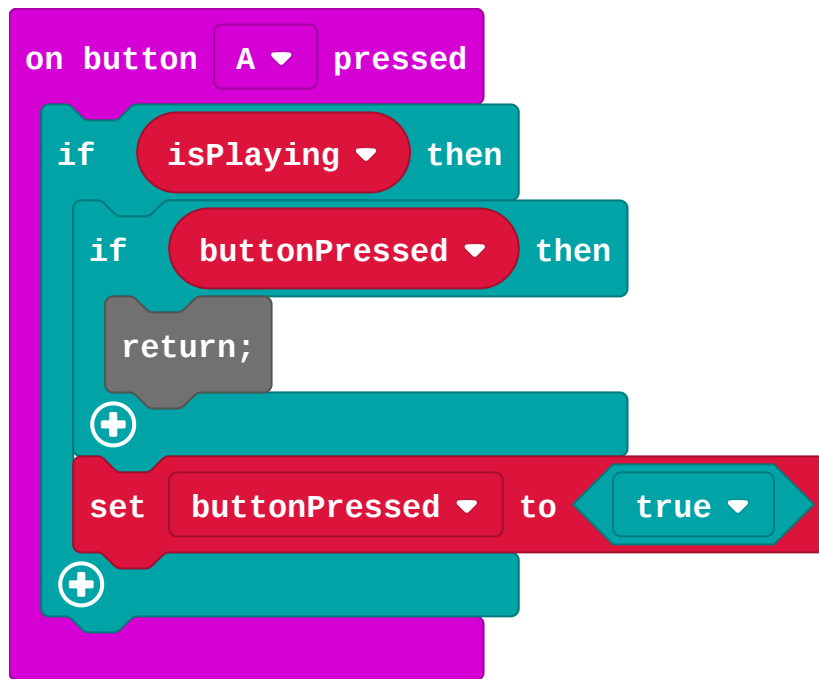 on button A pressed
if isPlaying then
if buttonPressed then
return;
set buttonPressed to true